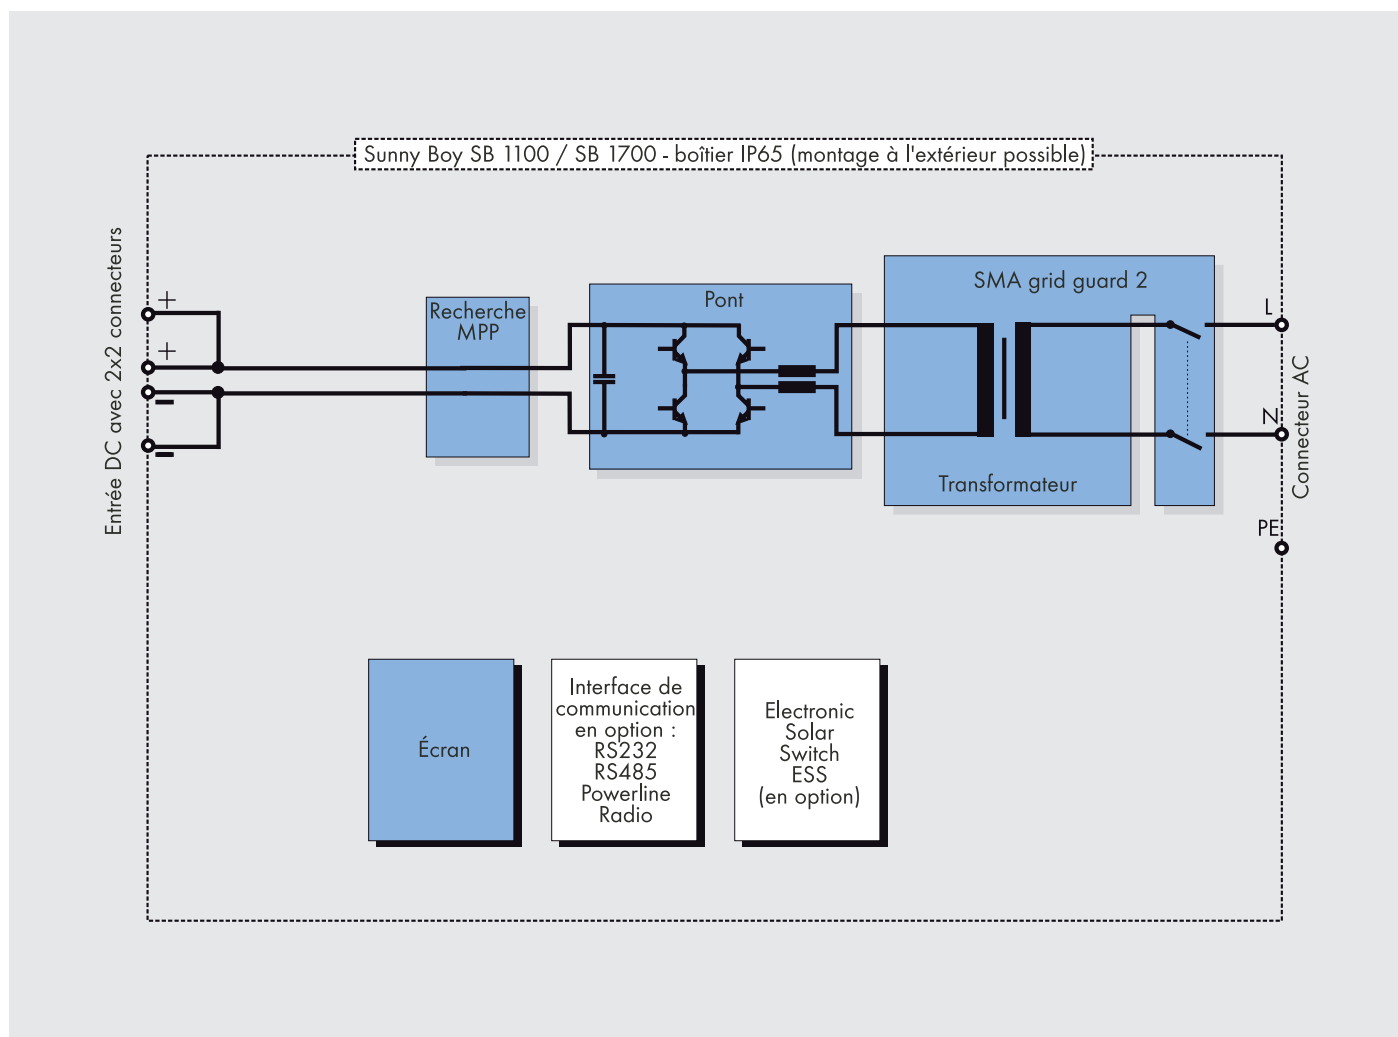 Sunny Boy SB 1100 / SB 1700 - boîtier IP65 (montage à l'extérieur possible)
Entrée DC avec 2x2 connecteurs
+
+
–
–
Recherche
MPP
Pont
SMA grid guard 2
Transformateur
L
N
Connecteur AC
PE
Écran
Interface de
communication
en option :
RS232
RS485
Powerline
Radio
Electronic
Solar
Switch
ESS
(en option)